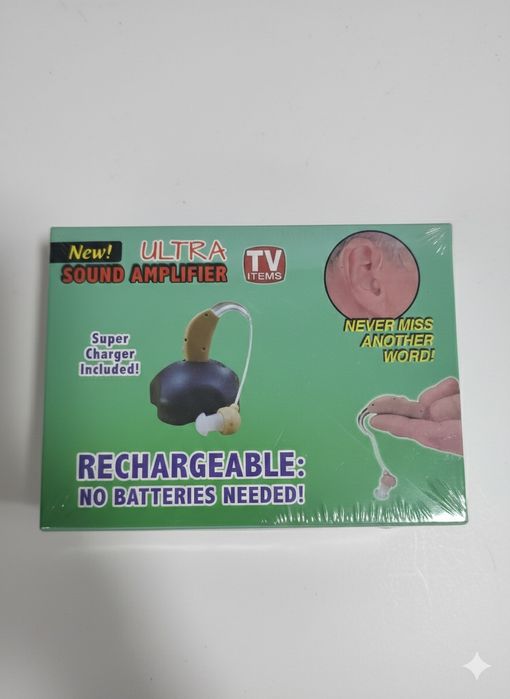 New!
ULTRA
SOUND AMPLIFIER
TV
ITEMS
NEVER MISS
ANOTHER
WORD!
Super
Charger
Included!
RECHARGEABLE:
NO BATTERIES NEEDED!